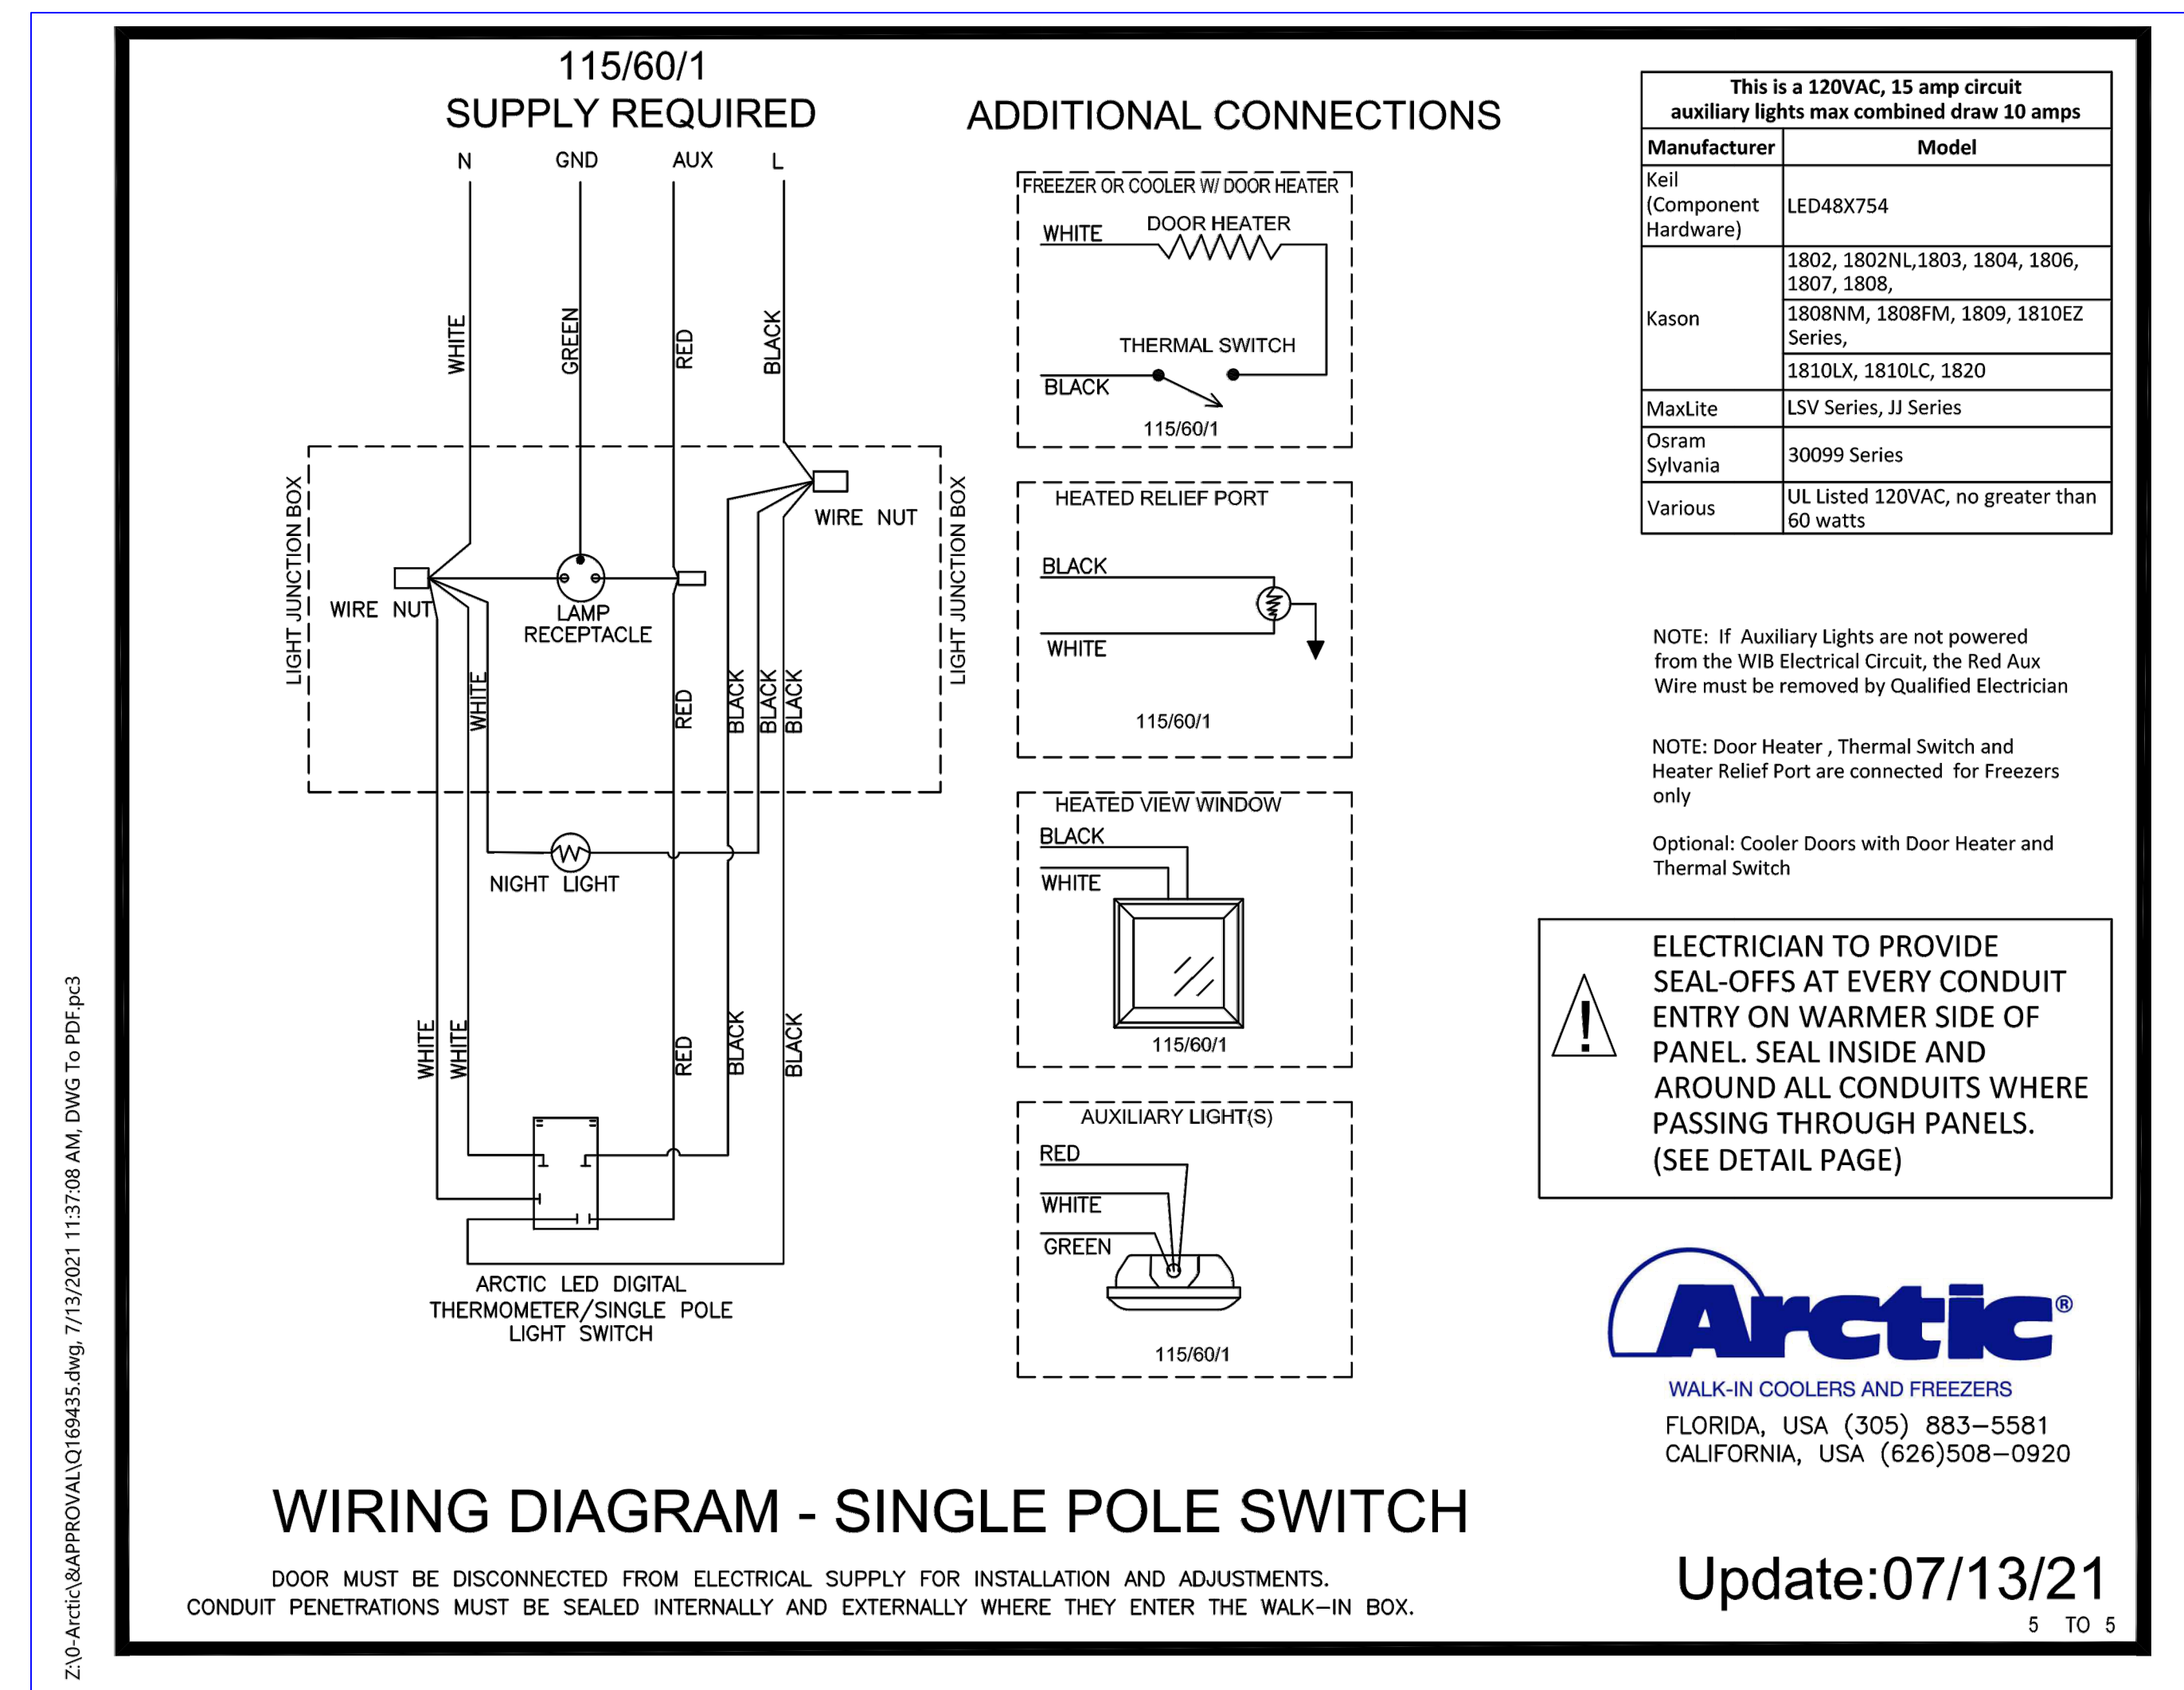 115/60/1
SUPPLY REQUIRED
N GND AUX L
WHITE
GREEN
RED
BLACK
LIGHT JUNCTION BOX
LIGHT JUNCTION BOX
WIRE NUT
WIRE NUT
LAMP
RECEPTACLE
WHITE
RED
BLACK
BLACK
BLACK
NIGHT LIGHT
WHITE
WHITE
RED
BLACK
BLACK
ARCTIC LED DIGITAL
THERMOMETER/SINGLE POLE
LIGHT SWITCH
ADDITIONAL CONNECTIONS
FREEZER OR COOLER W/ DOOR HEATER
DOOR HEATER
WHITE
THERMAL SWITCH
BLACK
115/60/1
HEATED RELIEF PORT
BLACK
WHITE
115/60/1
HEATED VIEW WINDOW
BLACK
WHITE
115/60/1
AUXILIARY LIGHT(S)
RED
WHITE
GREEN
115/60/1
This is a 120VAC, 15 amp circuit
auxiliary lights max combined draw 10 amps
Manufacturer Model
Keil
(Component
Hardware)
LED48X754
Kason
1802, 1802NL,1803, 1804, 1806,
1807, 1808,
1808NM, 1808FM, 1809, 1810EZ
Series,
1810LX, 1810LC, 1820
MaxLite LSV Series, JJ Series
Osram
Sylvania
30099 Series
Various
UL Listed 120VAC, no greater than
60 watts
NOTE: If Auxiliary Lights are not powered
from the WIB Electrical Circuit, the Red Aux
Wire must be removed by Qualified Electrician
NOTE: Door Heater , Thermal Switch and
Heater Relief Port are connected for Freezers
only
Optional: Cooler Doors with Door Heater and
Thermal Switch
!
ELECTRICIAN TO PROVIDE
SEAL-OFFS AT EVERY CONDUIT
ENTRY ON WARMER SIDE OF
PANEL. SEAL INSIDE AND
AROUND ALL CONDUITS WHERE
PASSING THROUGH PANELS.
(SEE DETAIL PAGE)
Arctic®
WALK-IN COOLERS AND FREEZERS
FLORIDA, USA (305) 883-5581
CALIFORNIA, USA (626)508-0920
WIRING DIAGRAM - SINGLE POLE SWITCH
DOOR MUST BE DISCONNECTED FROM ELECTRICAL SUPPLY FOR INSTALLATION AND ADJUSTMENTS.
CONDUIT PENETRATIONS MUST BE SEALED INTERNALLY AND EXTERNALLY WHERE THEY ENTER THE WALK-IN BOX.
Update:07/13/21
5 TO 5
Z:\0-Arctic\&APPROVAL\Q169435.dwg, 7/13/2021 11:37:08 AM, DWG To PDF.pc3